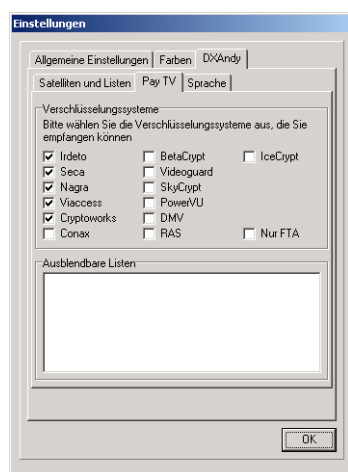 Einstellungen
Allgemeine Einstellungen Farben DXAndy
Satelliten und Listen Pay TV Sprache
Verschlüsselungssysteme
Bitte wählen Sie die Verschlüsselungssysteme aus, die Sie
empfangen können
Irdeto BetaCrypt IceCrypt
Seca Videoguard
Nagra SkyCrypt
Viaccess PowerVU
Cryptoworks DMV
Conax RAS Nur FTA
Ausblendbare Listen
OK